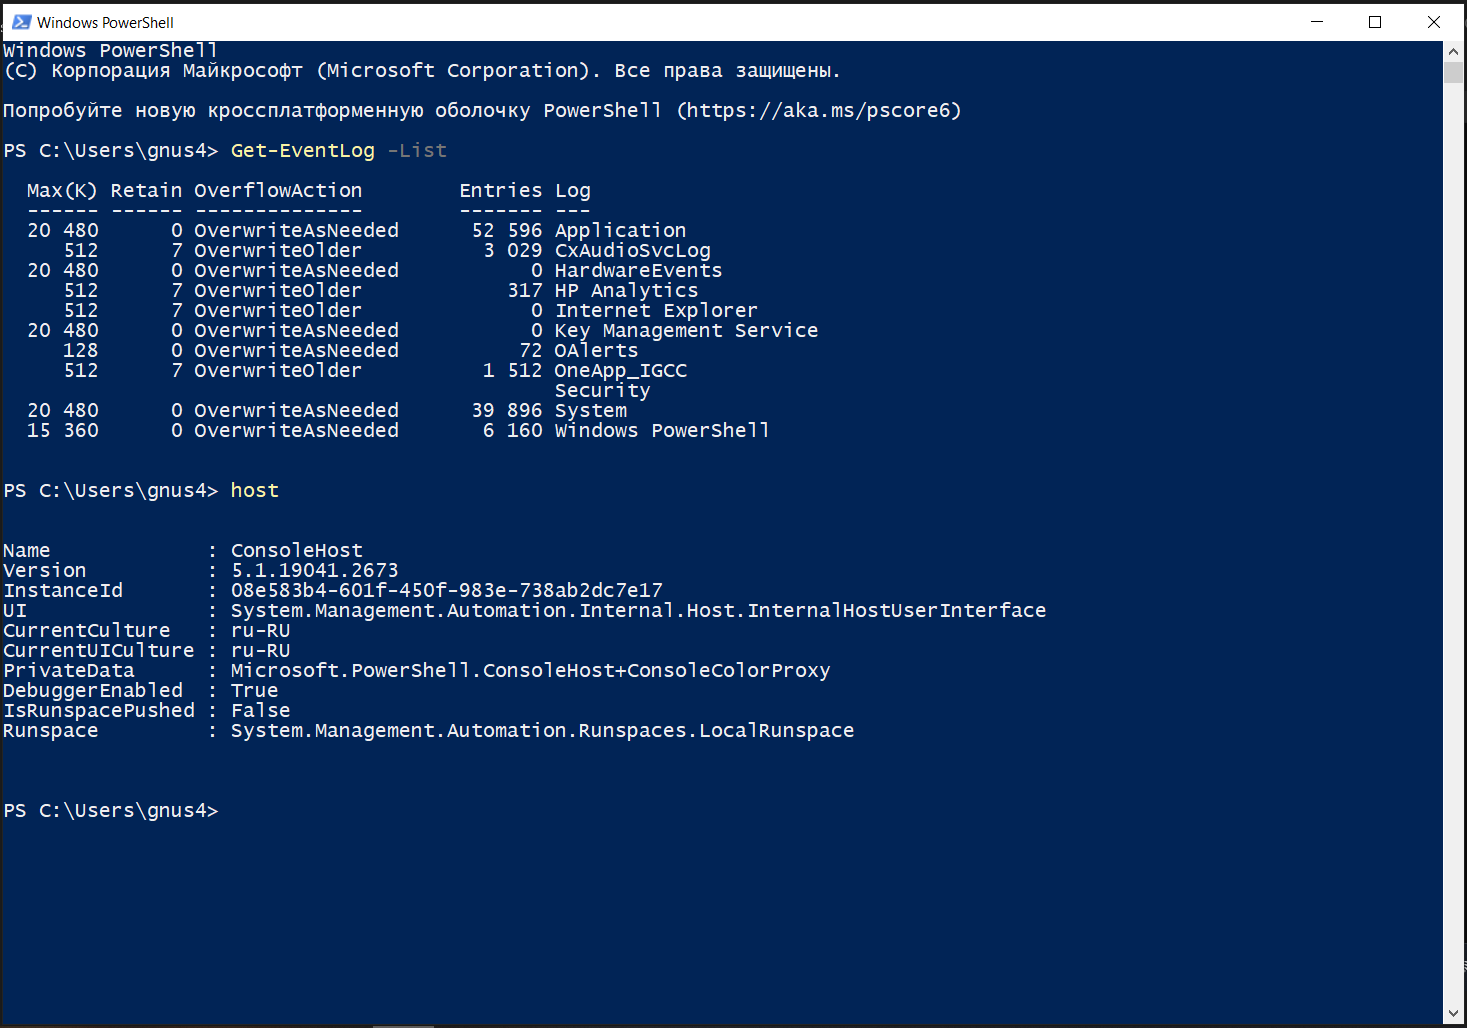 Windows PowerShell
Windows PowerShell
(C) Корпорация Майкрософт (Microsoft Corporation). Все права защищены.
Попробуйте новую кроссплатформенную оболочку PowerShell (https://aka.ms/pscore6)
PS C:\Users\gnus4> Get-EventLog -List
  Max(K) Retain OverflowAction        Entries Log
  ------ ------ --------------        ------- ---
  20 480      0 OverwriteAsNeeded      52 596 Application
     512      7 OverwriteOlder          3 029 CxAudioSvcLog
  20 480      0 OverwriteAsNeeded           0 HardwareEvents
     512      7 OverwriteOlder            317 HP Analytics
     512      7 OverwriteOlder              0 Internet Explorer
  20 480      0 OverwriteAsNeeded           0 Key Management Service
     128      0 OverwriteAsNeeded          72 OAlerts
     512      7 OverwriteOlder          1 512 OneApp_IGCC
                                              Security
  20 480      0 OverwriteAsNeeded      39 896 System
  15 360      0 OverwriteAsNeeded       6 160 Windows PowerShell
PS C:\Users\gnus4> host
Name             : ConsoleHost
Version          : 5.1.19041.2673
InstanceId       : 08e583b4-601f-450f-983e-738ab2dc7e17
UI               : System.Management.Automation.Internal.Host.InternalHostUserInterface
CurrentCulture   : ru-RU
CurrentUICulture : ru-RU
PrivateData      : Microsoft.PowerShell.ConsoleHost+ConsoleColorProxy
DebuggerEnabled  : True
IsRunspacePushed : False
Runspace         : System.Management.Automation.Runspaces.LocalRunspace
PS C:\Users\gnus4>